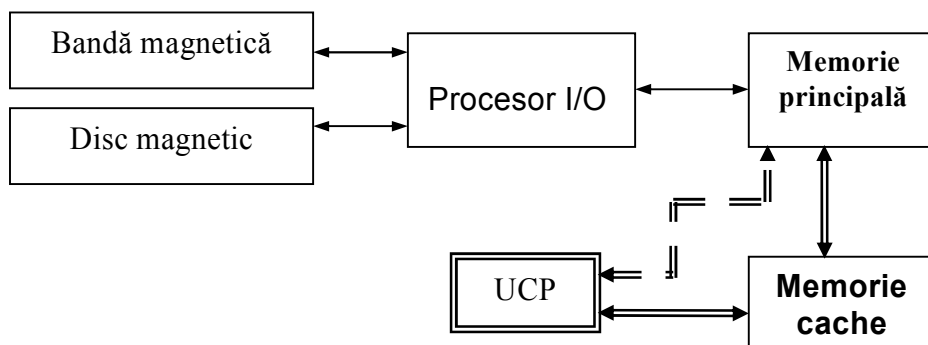 Bandă magnetică
Disc magnetic
Procesor I/O
Memorie
principală
UCP
Memorie
cache